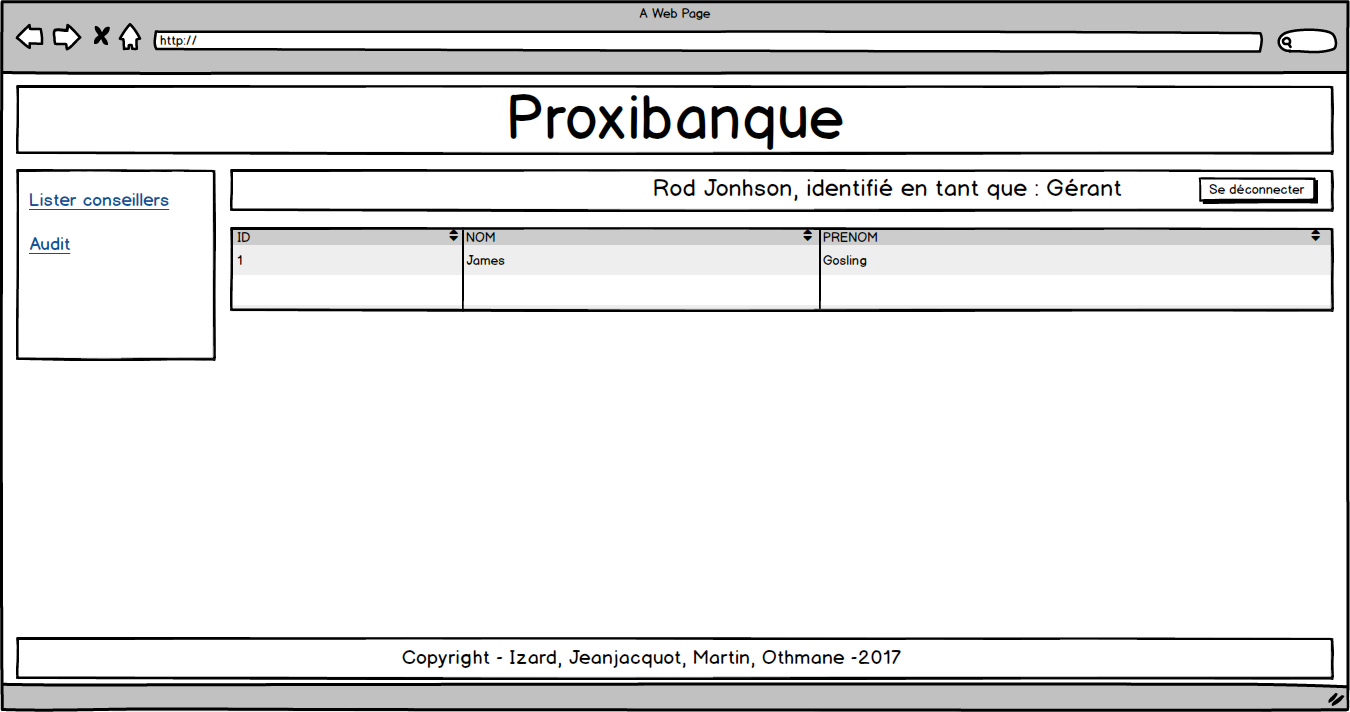 A Web Page
http://
Proxibanque
Lister conseillers
Audit
Rod Jonhson, identifié en tant que : Gérant
Se déconnecter
ID NOM PRENOM
1 James Gosling
Copyright - Izard, Jeanjacquot, Martin, Othmane -2017